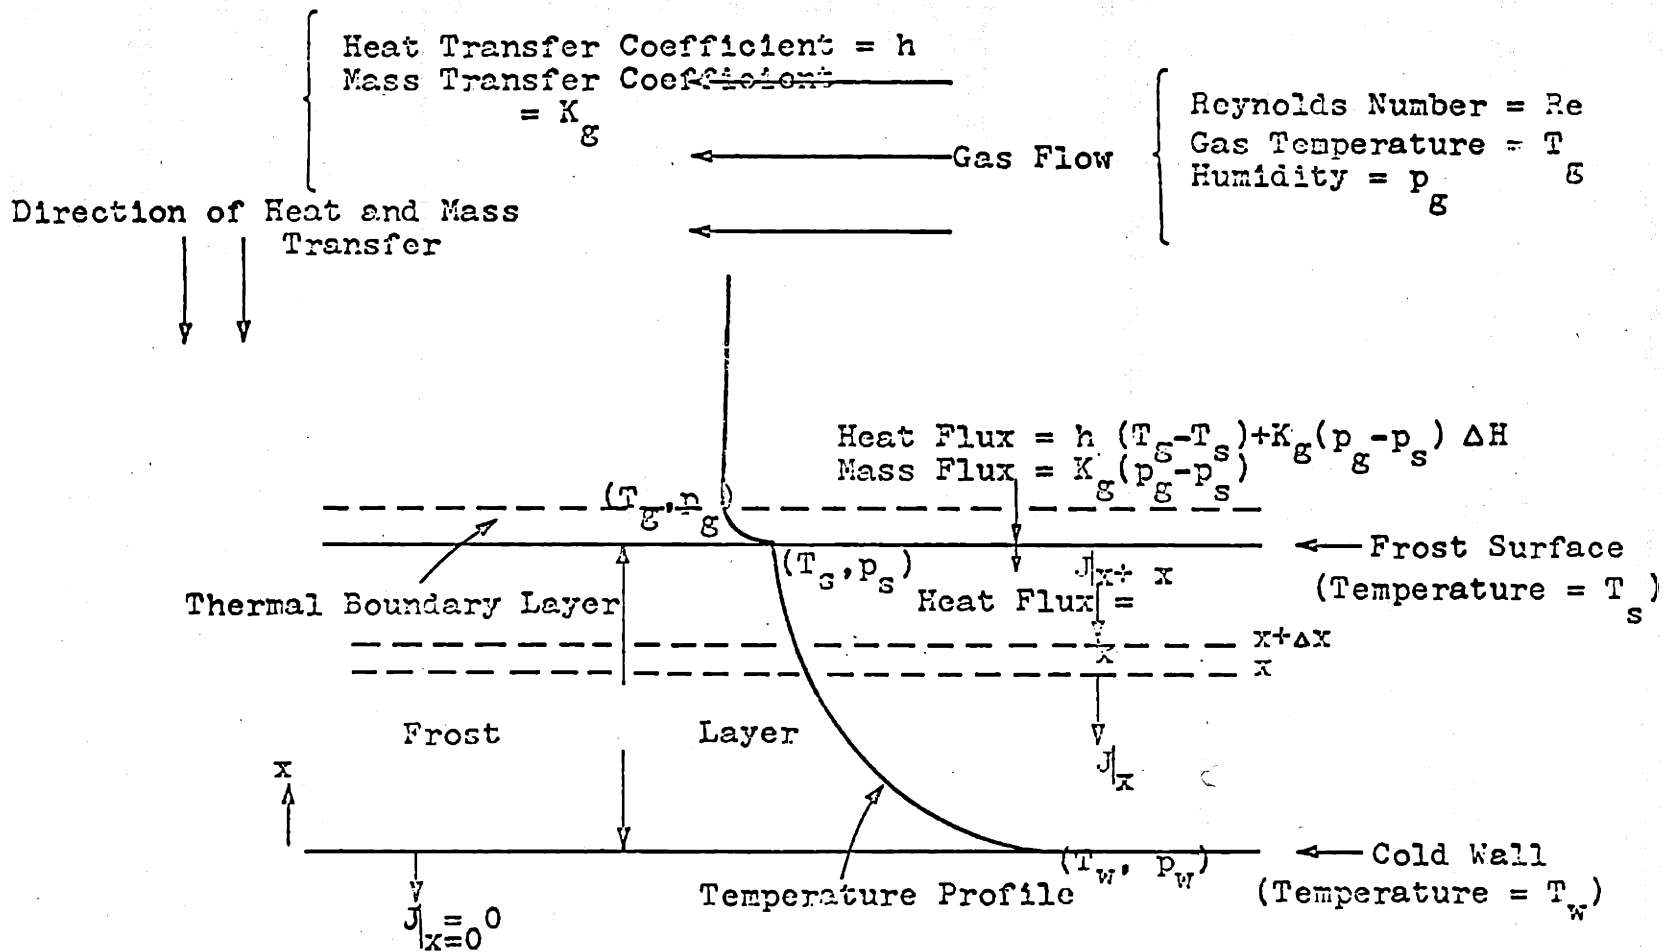 Heat Transfer Coefficient = h
Mass Transfer Coefficient
= K_g
Reynolds Number = Re
Gas Temperature = T_g
Humidity = p_g
Gas Flow
Direction of Heat and Mass
Transfer
Heat Flux = h (T_g-T_s)+K_g(p_g-p_s) ΔH
Mass Flux = K_g(p_g-p_s)
(T_g, p_g)
Frost Surface
(Temperature = T_s)
(T_s, p_s)
J|x+ x
Heat Flux =
Thermal Boundary Layer
x+Δx
x
x
Frost Layer
J|x
x
Cold Wall
(Temperature = T_w)
(T_w, p_w)
Temperature Profile
J|x=0 = 0